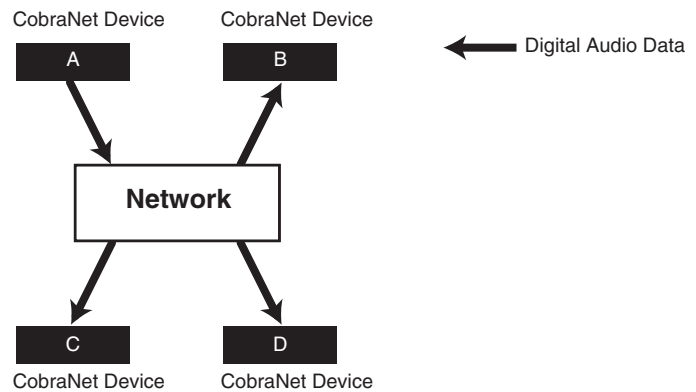 CobraNet Device
CobraNet Device
A
B
Digital Audio Data
Network
C
D
CobraNet Device
CobraNet Device